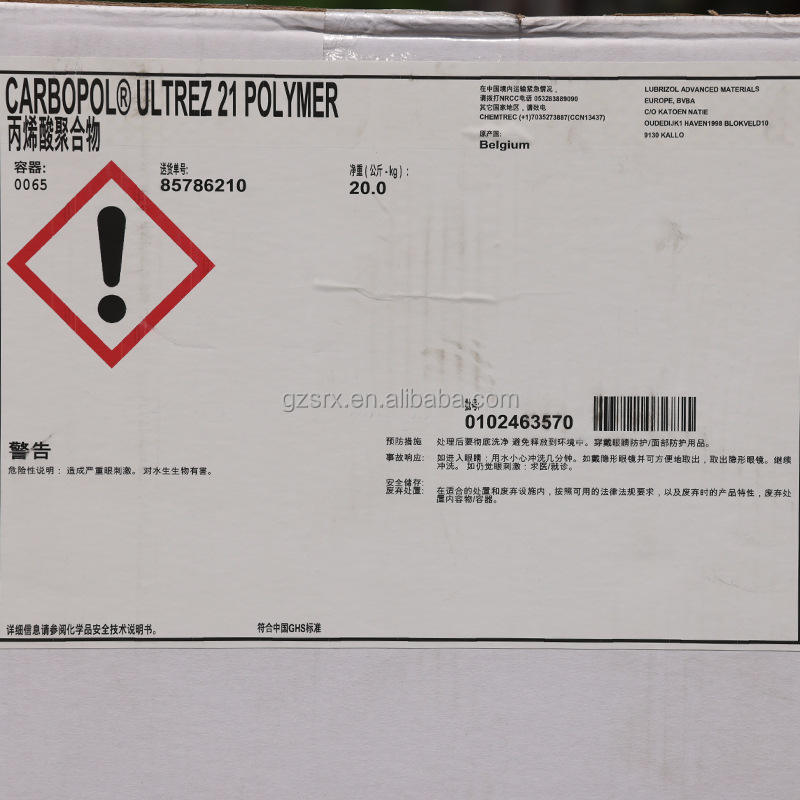 CARBOPOL® ULTREZ 21 POLYMER
丙烯酸聚合物
容器:
0065
送货单号:
85786210
净重(公斤-kg):
20.0
在中国境内运输紧急情况,
请拨打NRCC电话 053283889090
其它国家地区,请致电
CHEMTREC (+1)7035273887(CCN13437)
原产国:
Belgium
LUBRIZOL ADVANCED MATERIALS
EUROPE, BVBA
C/O KATOEN NATIE
OUDEDIJK1 HAVEN1998 BLOKVELD10
9130 KALLO
gzsrx.en.alibaba.com
批号:
0102463570
警告
危险性说明: 造成严重眼刺激。 对水生生物有害。
预防措施 处理后要彻底洗净 避免释放到环境中。穿戴眼睛防护/面部防护用品。
事故响应: 如进入眼睛:用水小心冲洗几分钟。如戴隐形眼镜并可方便地取出,取出隐形眼镜。继续
冲洗。 如仍觉眼刺激:求医/就诊。
安全储存:
废弃处置: 在适合的处置和废弃设施内,按照可用的法律法规要求,以及废弃时的产品特性,废弃处
置内容物/容器。
详细信息请参阅化学品安全技术说明书。
符合中国GHS标准